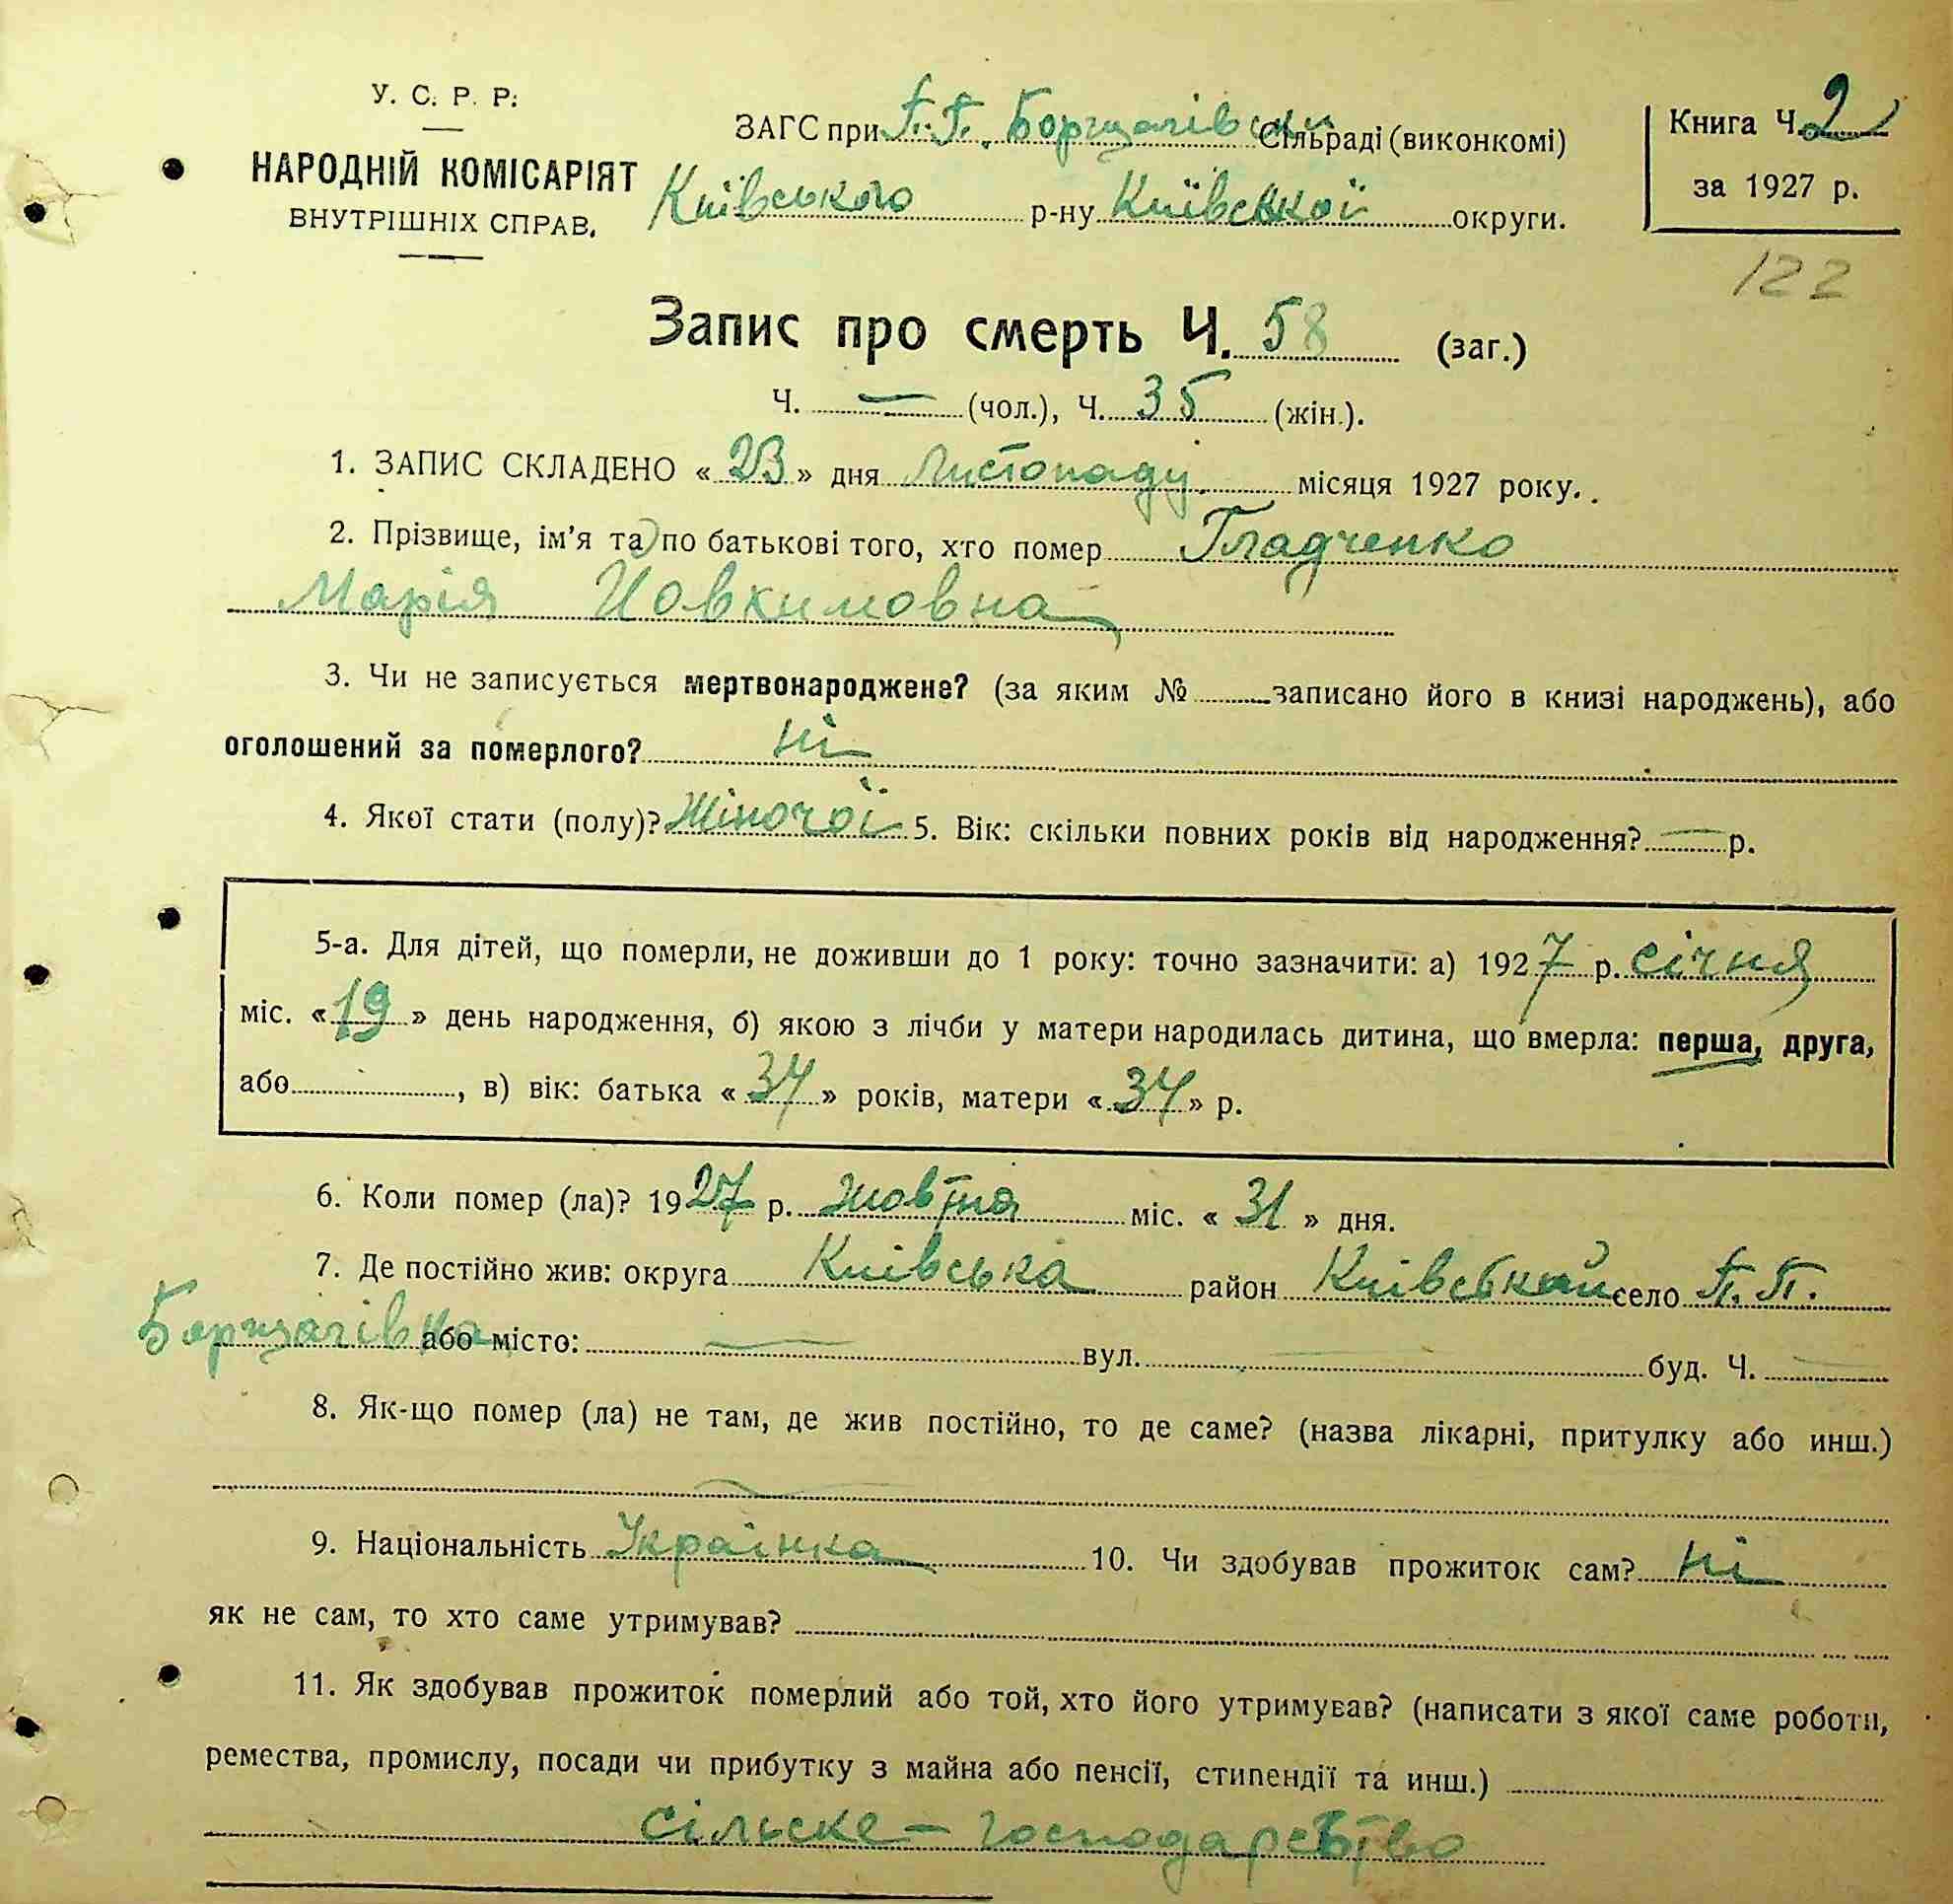 У. С. Р. Р.
НАРОДНІЙ КОМІСАРІЯТ
ВНУТРІШНІХ СПРАВ.
ЗАГС при П.П. Борщагівськи Сільраді (виконкомі)
Київського р-ну Київської округи.
Книга Ч. 2
за 1927 р.
122
Запис про смерть Ч. 58 (заг.)
Ч. — (чол.), Ч. 35 (жін.).
1. ЗАПИС СКЛАДЕНО « 23 » дня Листопаду місяця 1927 року.
2. Прізвище, ім'я та по батькові того, хто помер Гладченко
Марія Иовкимовна
3. Чи не записується мертвонароджене? (за яким № записано його в книзі народжень), або
оголошений за померлого? ні
4. Якої стати (полу)? Жіночої 5. Вік: скільки повних років від народження? — р.
5-а. Для дітей, що померли, не доживши до 1 року: точно зазначити: а) 1927 р. січня
міс. « 19 » день народження, б) якою з лічби у матери народилась дитина, що вмерла: перша, друга,
або , в) вік: батька « 34 » років, матери « 34 » р.
6. Коли помер (ла)? 1927 р. жовтня міс. « 31 » дня.
7. Де постійно жив: округа Київська район Київський село П.П.
Борщагівка або місто: — вул. — буд. Ч. —
8. Як-що помер (ла) не там, де жив постійно, то де саме? (назва лікарні, притулку або инш.)
—
9. Національність Українка 10. Чи здобував прожиток сам? ні
як не сам, то хто саме утримував?
11. Як здобував прожиток померлий або той, хто його утримував? (написати з якої саме роботи,
ремества, промислу, посади чи прибутку з майна або пенсії, стипендії та инш.)
сільске - господарство